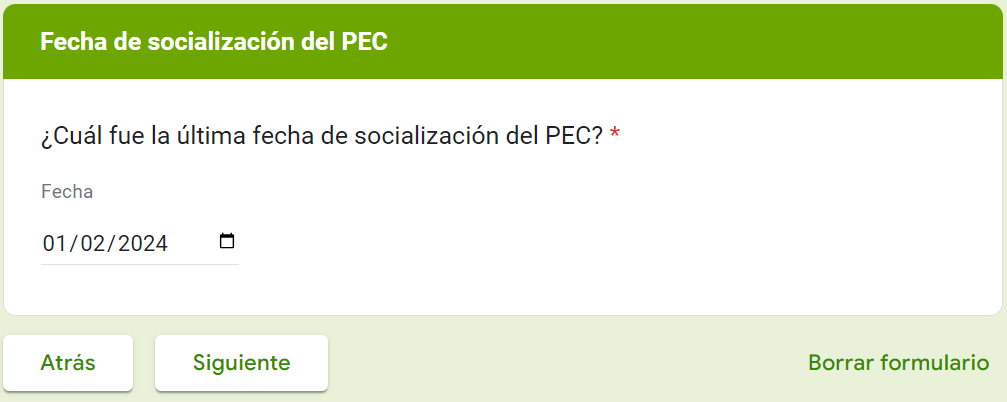 Fecha de socialización del PEC
¿Cuál fue la última fecha de socialización del PEC? *
Fecha
01/02/2024
Atrás
Siguiente
Borrar formulario